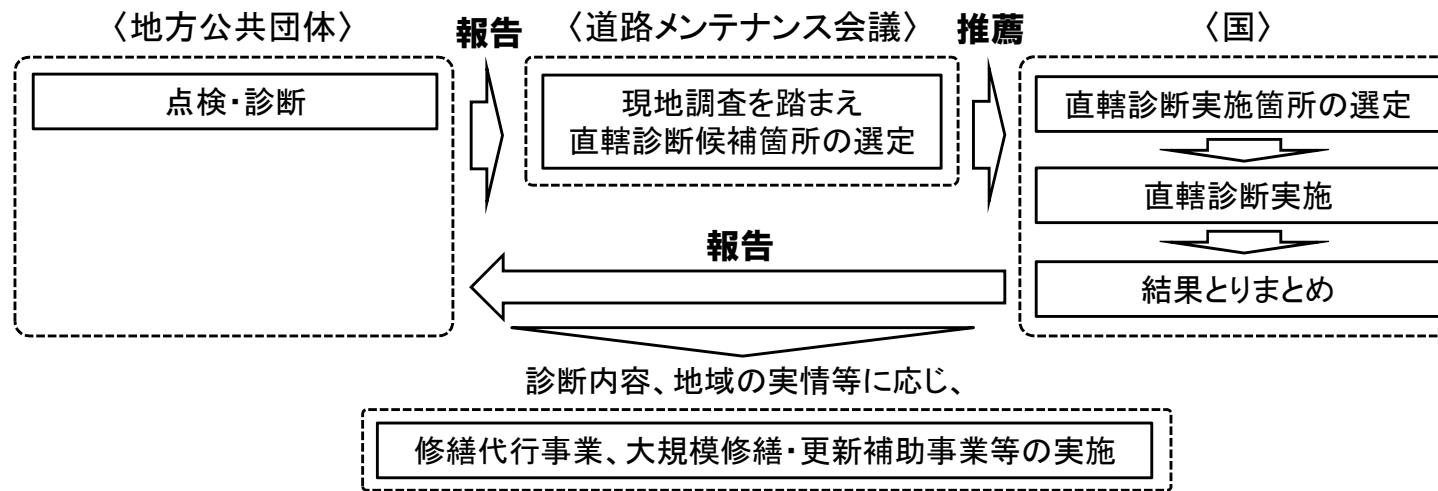 〈地方公共団体〉
報告
〈道路メンテナンス会議〉
推薦
〈国〉
点検・診断
現地調査を踏まえ
直轄診断候補箇所の選定
直轄診断実施箇所の選定
直轄診断実施
報告
結果とりまとめ
診断内容、地域の実情等に応じ、
修繕代行事業、大規模修繕・更新補助事業等の実施